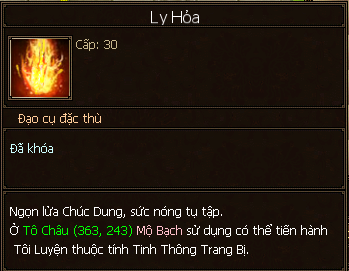 Ly Hỏa
Cấp: 30
Đạo cụ đặc thù
Đã khóa
Ngọn lửa Chúc Dung, sức nóng tụ tập.
Ở Tô Châu (363, 243) Mộ Bạch sử dụng có thể tiến hành
Tôi Luyện thuộc tính Tinh Thông Trang Bị.